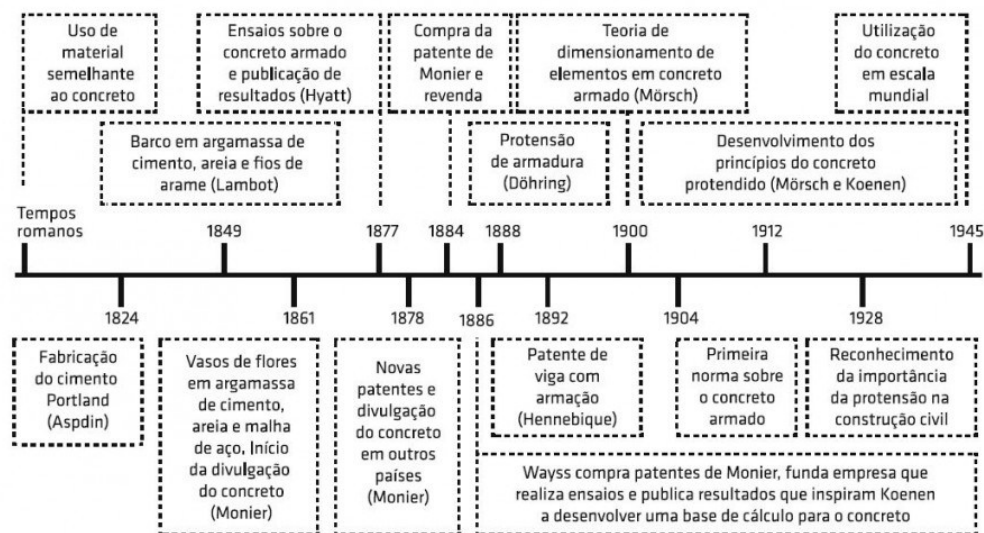 Uso de
material
semelhante
ao concreto
Ensaios sobre o
concreto armado
e publicação de
resultados (Hyatt)
Compra da
patente de
Monier e
revenda
Teoria de
dimensionamento de
elementos em concreto
armado (Mörsch)
Utilização
do concreto
em escala
mundial
Barco em argamassa de
cimento, areia e fios de
arame (Lambot)
Protensão
de armadura
(Döhring)
Desenvolvimento dos
princípios do concreto
protendido (Mörsch e Koenen)
Tempos
romanos
1849
1877
1884
1888
1900
1912
1945
1824
1861
1878
1886
1892
1904
1928
Fabricação
do cimento
Portland
(Aspdin)
Vasos de flores
em argamassa
de cimento,
areia e malha
de aço, Início
da divulgação
do concreto
(Monier)
Novas
patentes e
divulgação
do concreto
em outros
países
(Monier)
Patente de
viga com
armação
(Hennebique)
Primeira
norma sobre
o concreto
armado
Reconhecimento
da importância
da protensão na
construção civil
Wayss compra patentes de Monier, funda empresa que
realiza ensaios e publica resultados que inspiram Koenen
a desenvolver uma base de cálculo para o concreto